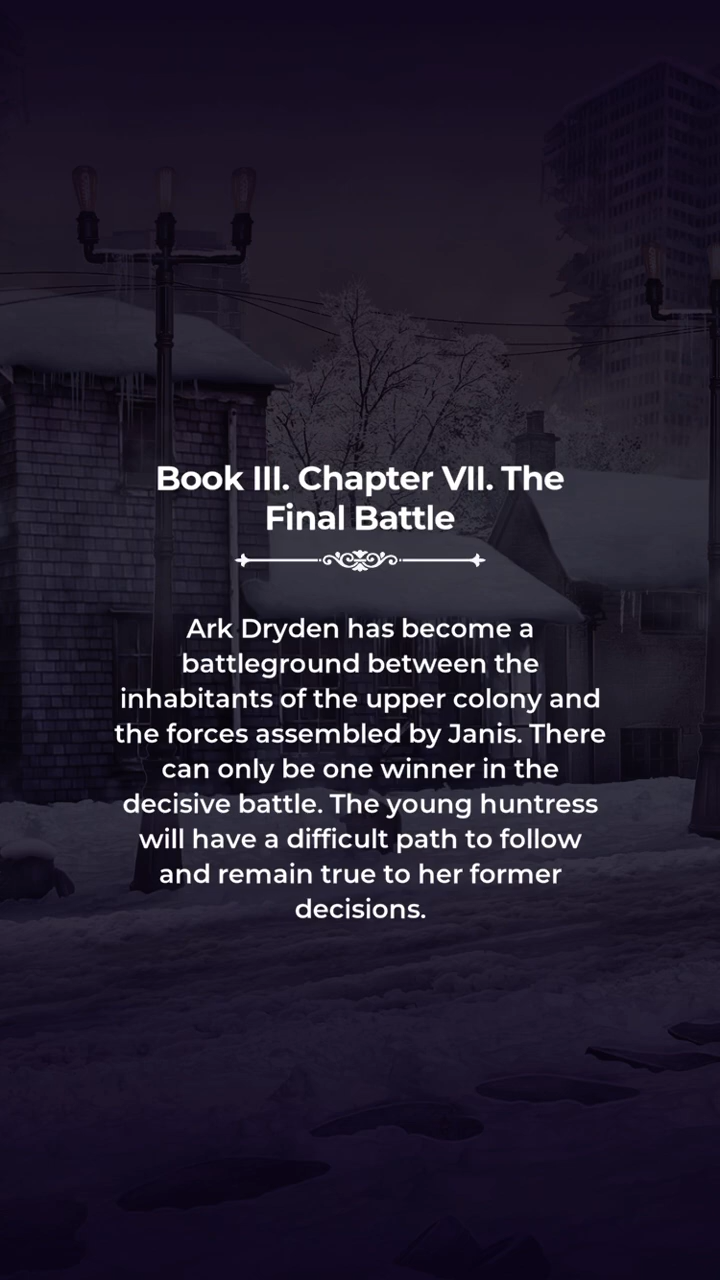 Book III. Chapter VII. The
Final Battle
Ark Dryden has become a
battleground between the
inhabitants of the upper colony and
the forces assembled by Janis. There
can only be one winner in the
decisive battle. The young huntress
will have a difficult path to follow
and remain true to her former
decisions.